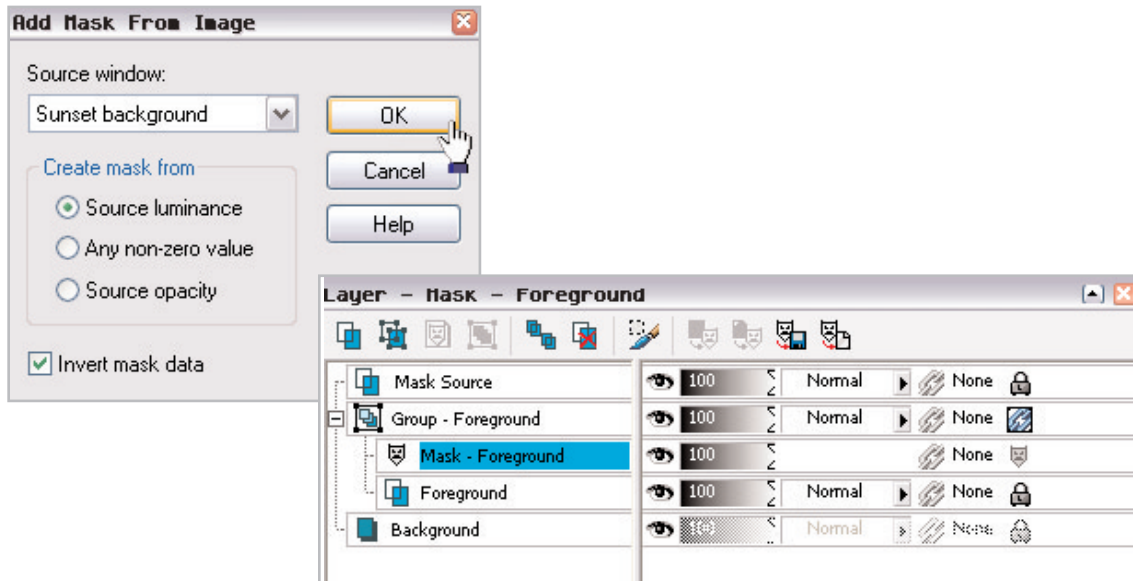 Add Mask From Image
Source window:
Sunset background
OK
Create mask from
Cancel
Source luminance
Help
Any non-zero value
Source opacity
Invert mask data
Layer - Mask - Foreground
Mask Source 100 Normal None
Group - Foreground 100 Normal None
Mask - Foreground 100 None
Foreground 100 Normal None
Background 100 Normal None